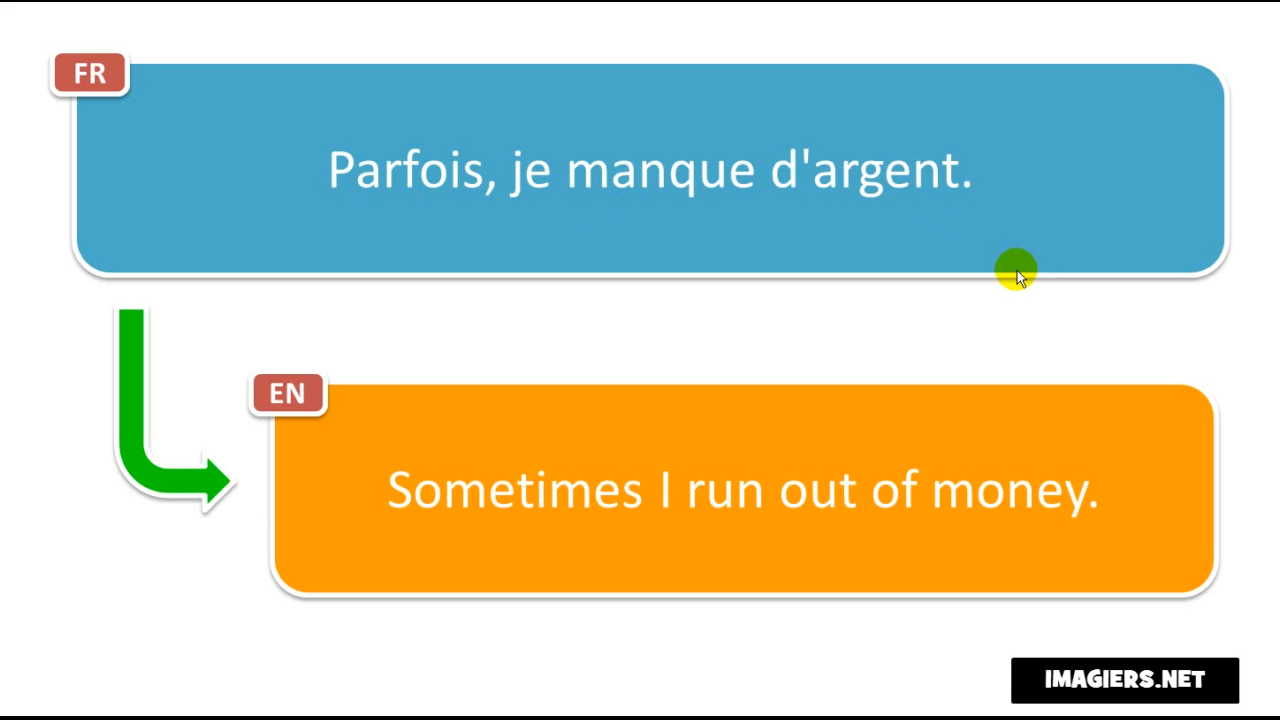 FR
Parfois, je manque d'argent.
EN
Sometimes I run out of money.
IMAGIERS.NET